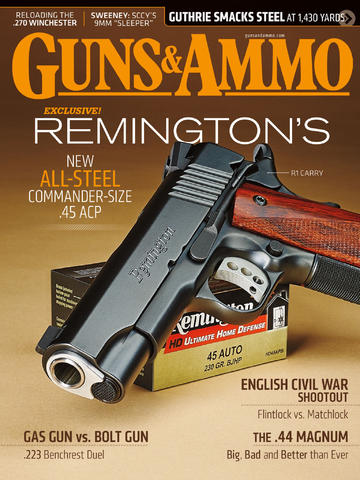 RELOADING THE
.270 WINCHESTER
SWEENEY: SCCY'S
9MM "SLEEPER"
GUTHRIE SMACKS STEEL AT 1,430 YARDS
gunsandammo.com
GUNS&AMMO
EXCLUSIVE!
REMINGTON'S
NEW
ALL-STEEL
COMMANDER-SIZE
.45 ACP
R1 CARRY
Remington
Remington
HD ULTIMATE HOME DEFENSE
45 AUTO
230 GR. BJHP
ENGLISH CIVIL WAR
SHOOTOUT
Flintlock vs. Matchlock
GAS GUN vs. BOLT GUN
.223 Benchrest Duel
THE .44 MAGNUM
Big, Bad and Better than Ever